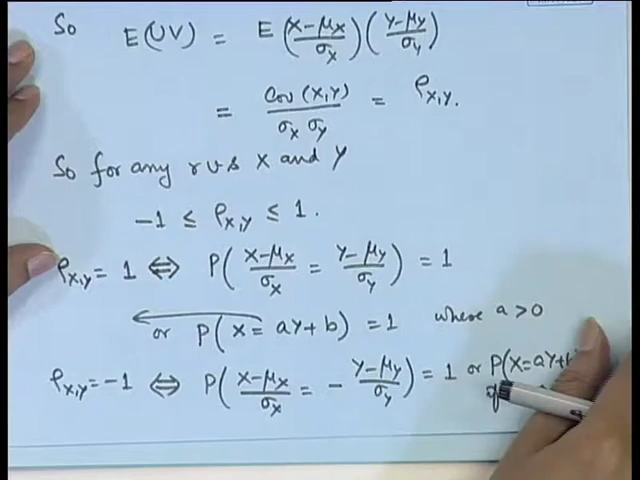 So E(UV) = E (X-μx/σx) (Y-μy/σy)
= Cov (X,Y) / σx σy = ρX,Y.
So for any r v s X and Y
-1 ≤ ρX,Y ≤ 1.
ρX,Y = 1 ⇔ P( X-μx/σx = Y-μy/σy ) = 1
or P( X = aY+b ) = 1 where a > 0
ρX,Y = -1 ⇔ P( X-μx/σx = - Y-μy/σy ) = 1 or P(X=aY+b